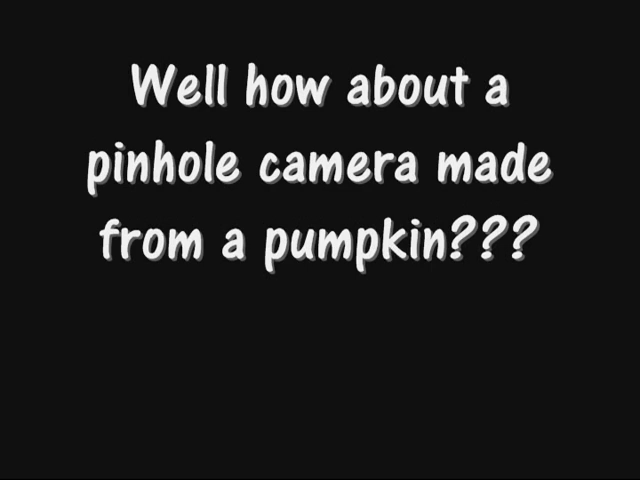 Well how about a
pinhole camera made
from a pumpkin???